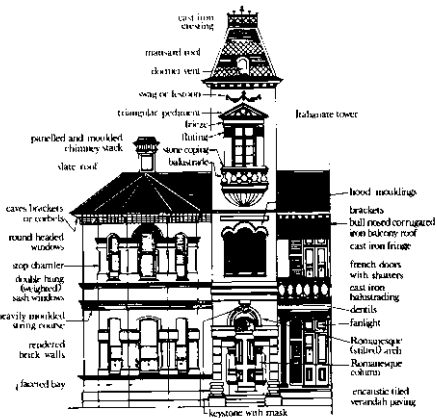 cast iron
cresting
mansard roof
dormer vent
swag or festoon
triangular pediment
frieze
fluting
stone coping
balustrade
Italianate tower
panelled and moulded
chimney stack
slate roof
eaves brackets
or corbels
round headed
windows
stop chamfer
double hung
(weighted)
sash windows
heavily moulded
string course
rendered
brick walls
faceted bay
hood mouldings
brackets
bull nosed corrugated
iron balcony roof
cast iron fringe
french doors
with shutters
cast iron
balustrading
dentils
fanlight
Romanesque
(stilted) arch
Romanesque
column
encaustic tiled
verandah paving
keystone with mask